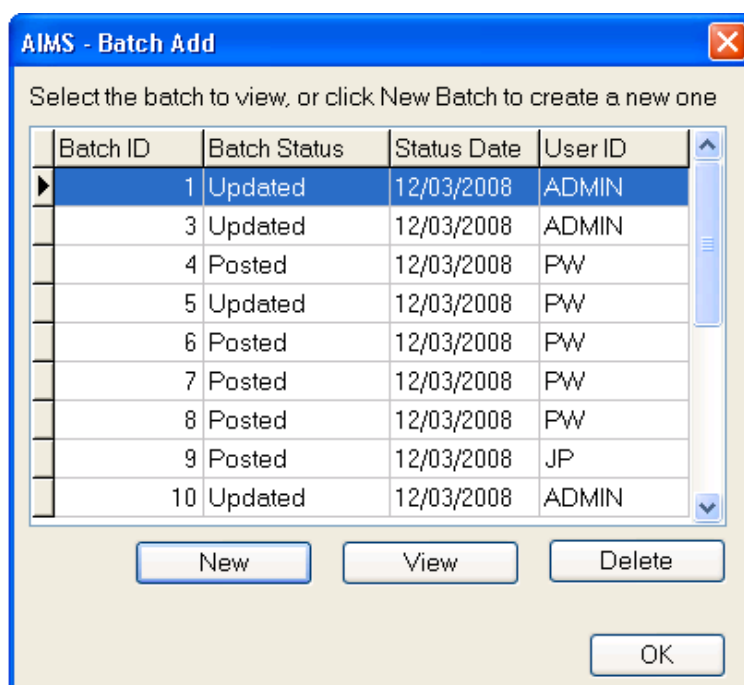 AIMS - Batch Add
Select the batch to view, or click New Batch to create a new one
Batch ID Batch Status Status Date User ID
1 Updated 12/03/2008 ADMIN
3 Updated 12/03/2008 ADMIN
4 Posted 12/03/2008 PW
5 Updated 12/03/2008 PW
6 Posted 12/03/2008 PW
7 Posted 12/03/2008 PW
8 Posted 12/03/2008 PW
9 Posted 12/03/2008 JP
10 Updated 12/03/2008 ADMIN
New View Delete
OK